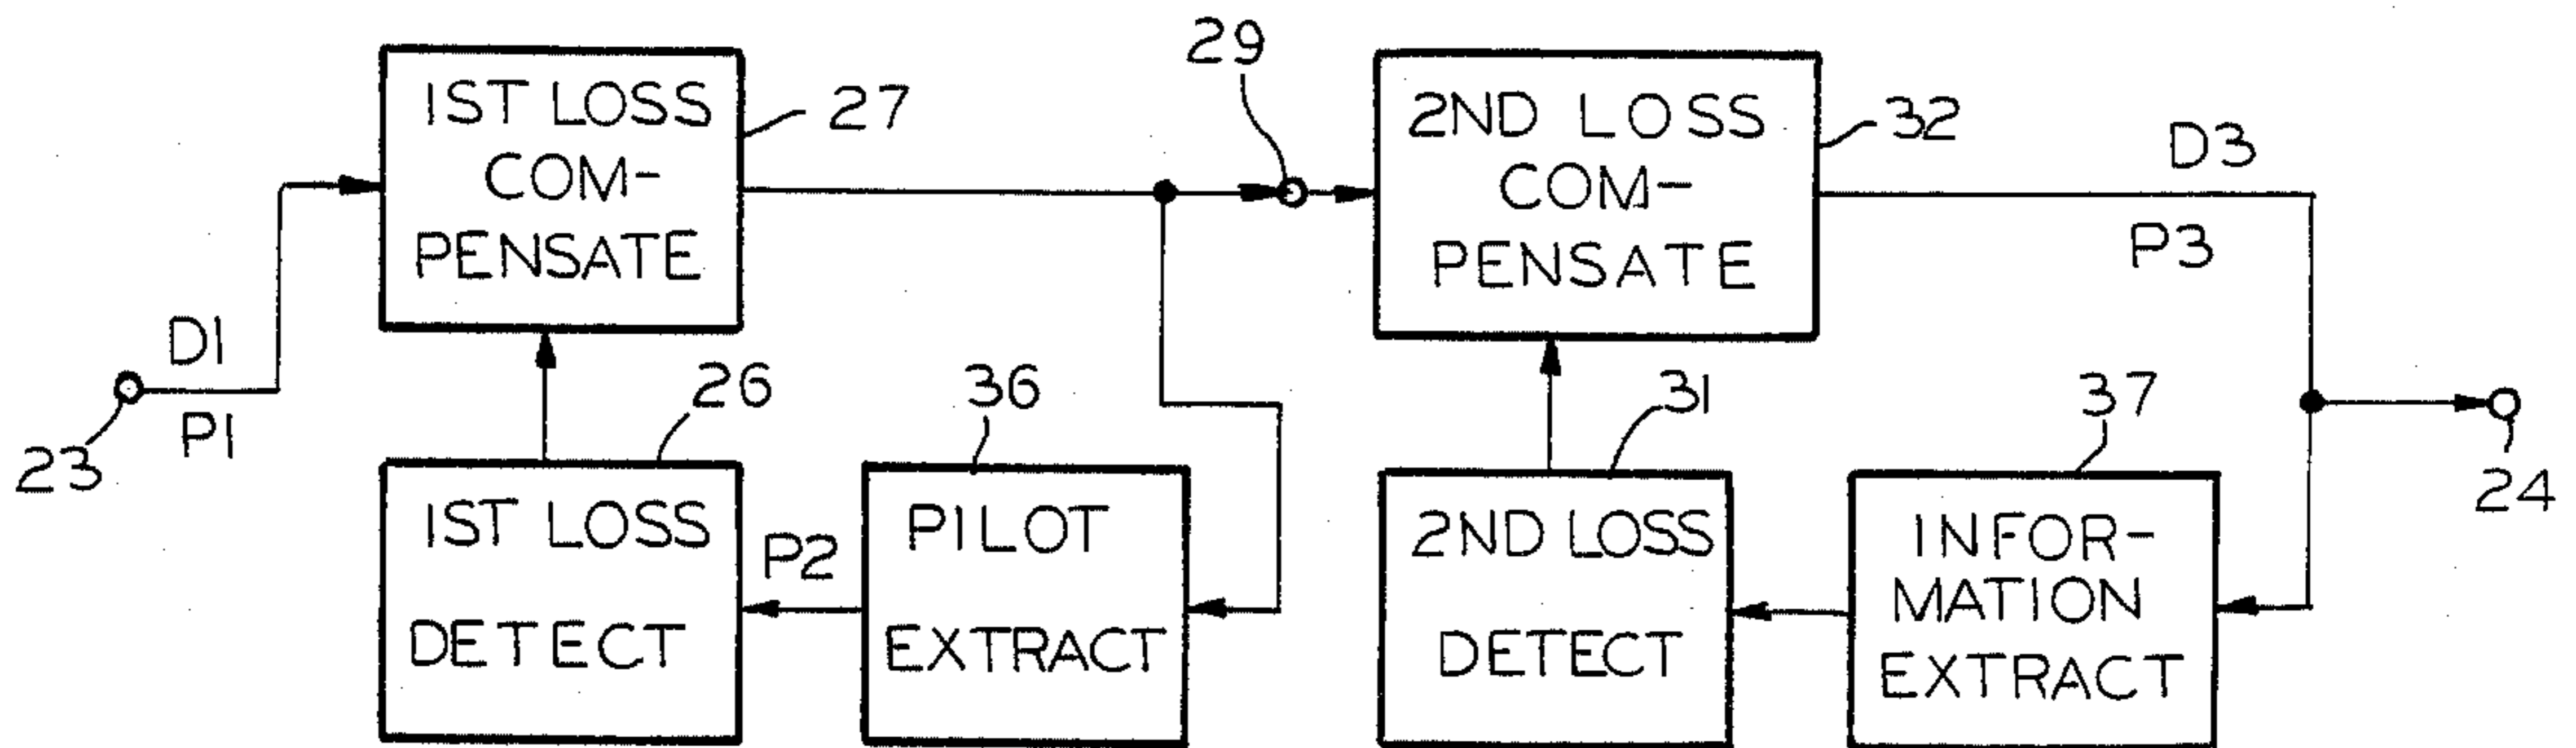 1ST LOSS
COM-
PENSATE
27
29
2ND LOSS
COM-
PENSATE
32
D3
P3
D1
P1
23
26
1ST LOSS
DETECT
P2
36
PILOT
EXTRACT
31
2ND LOSS
DETECT
37
INFOR-
MATION
EXTRACT
24